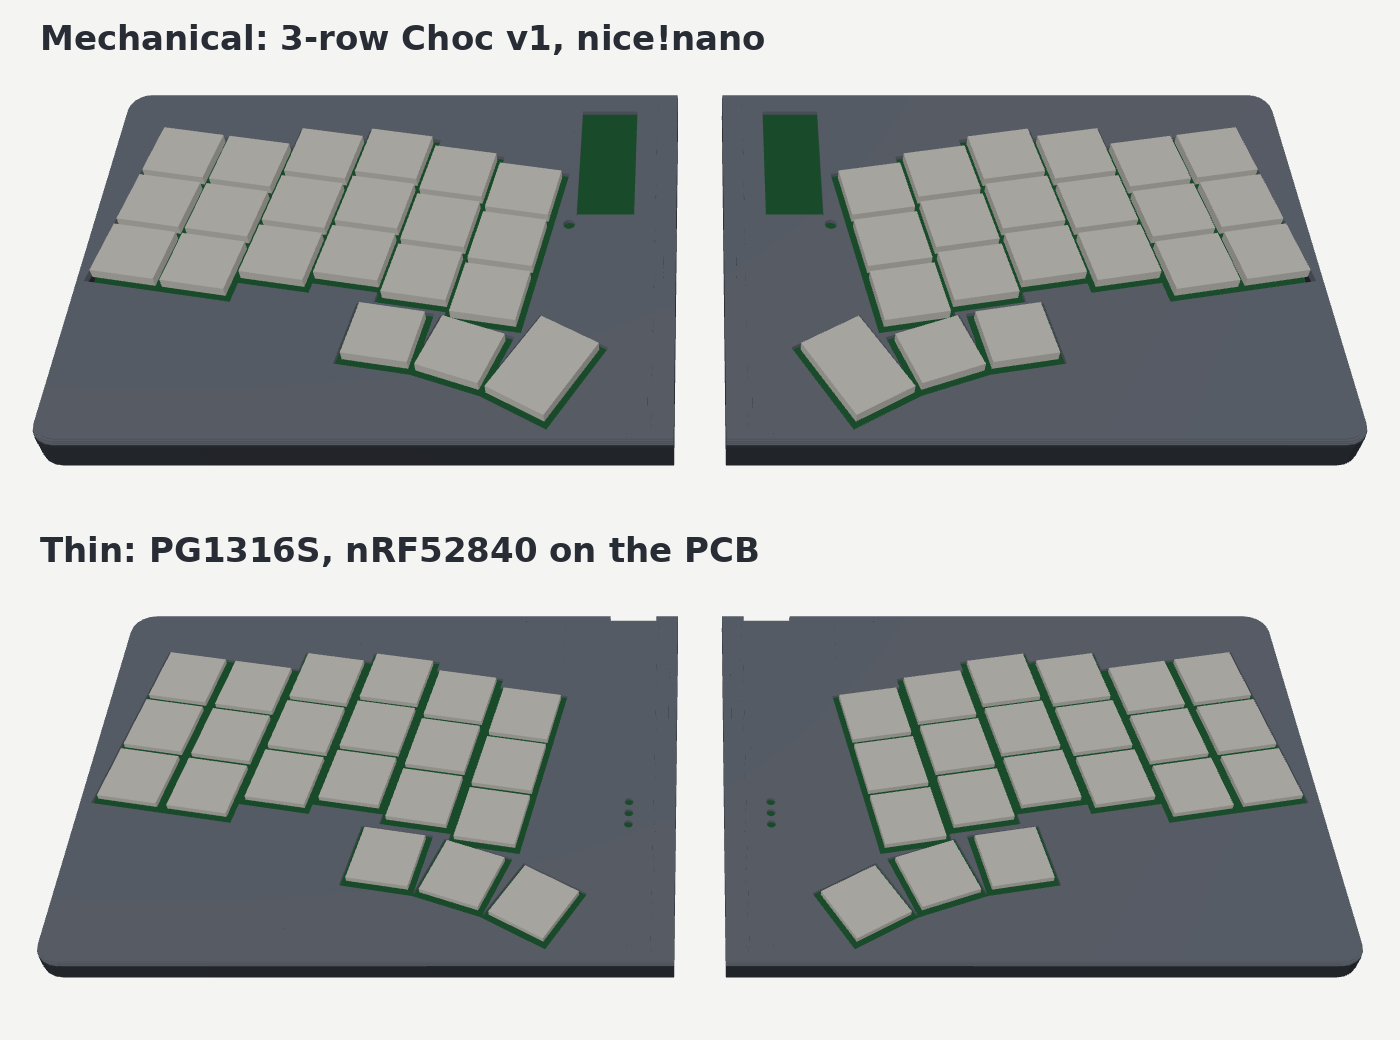 Mechanical: 3-row Choc v1, nice!nano
Thin: PG1316S, nRF52840 on the PCB